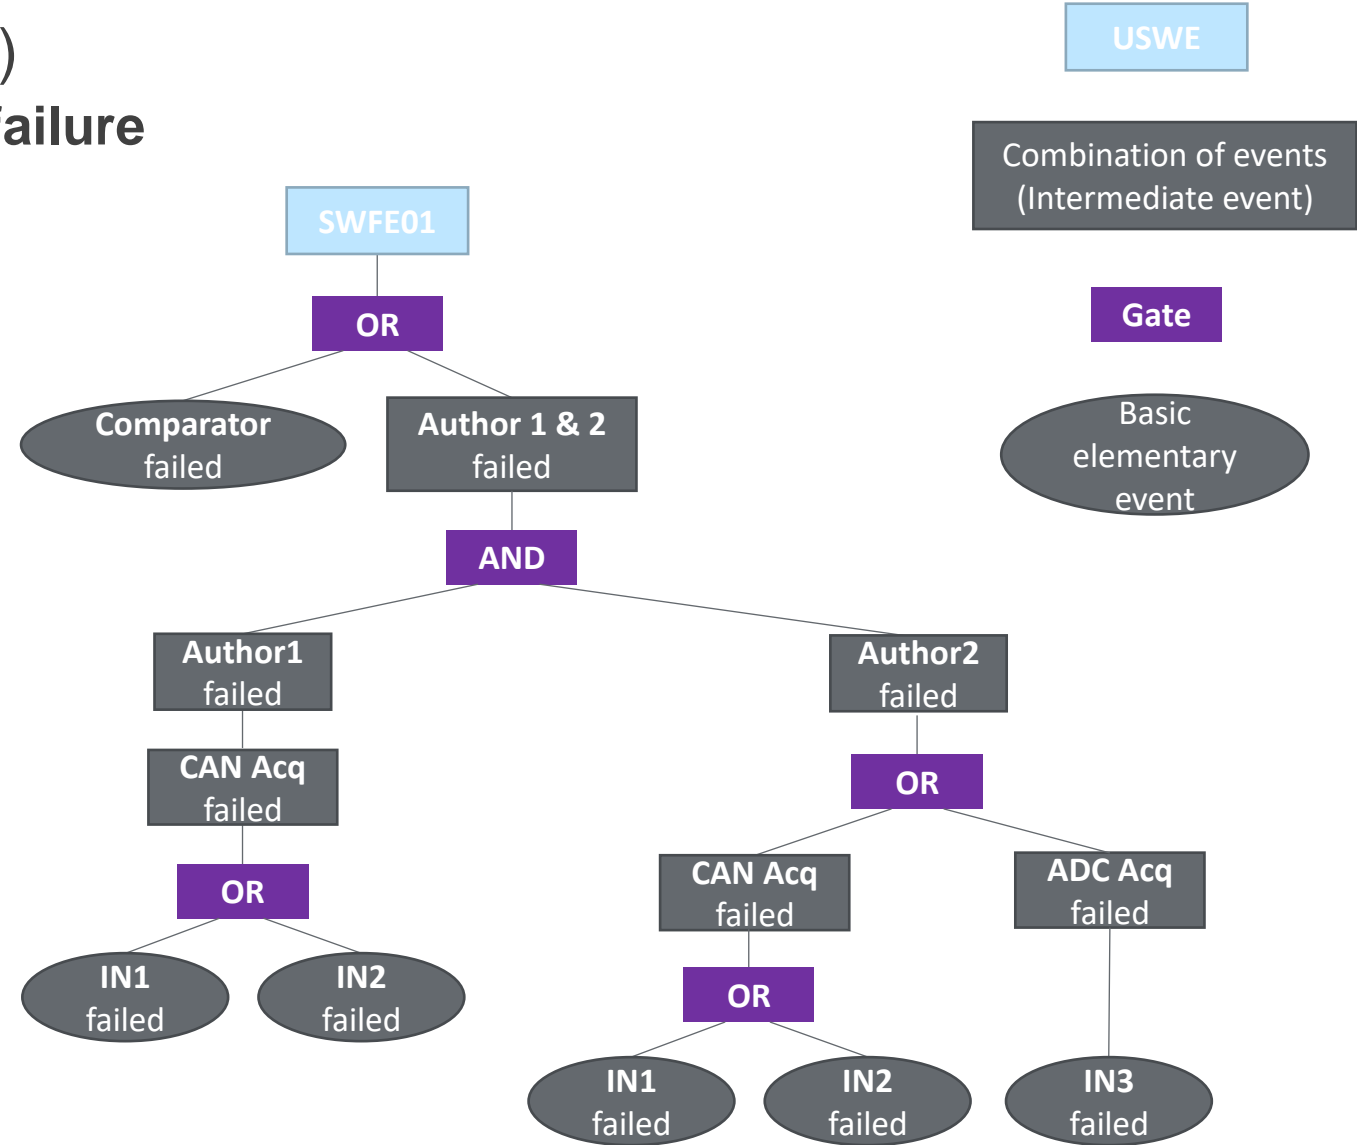 )
failure
USWE
Combination of events
(Intermediate event)
SWFE01
Gate
OR
Comparator
failed
Author 1 & 2
failed
Basic
elementary
event
AND
Author1
failed
Author2
failed
CAN Acq
failed
OR
CAN Acq
failed
ADC Acq
failed
OR
IN1
failed
IN2
failed
OR
IN1
failed
IN2
failed
IN3
failed